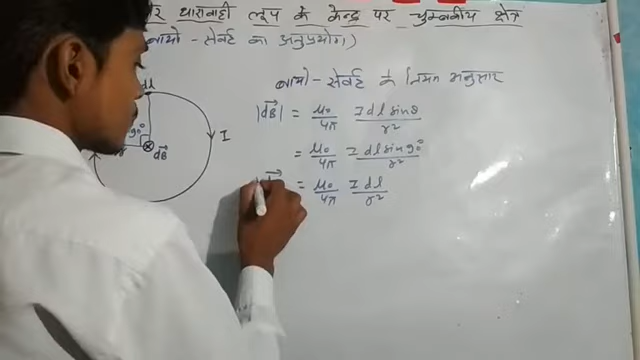 धारावाही लूप के केन्द्र पर चुम्बकीय क्षेत्र
बायो - सेवर्ट का अनुप्रयोग)
बायो - सेवर्ट के नियम अनुसार
dl
90°
dB
I
|dB| = μ₀/4π I dl sinθ/r²
= μ₀/4π I dl sin90°/r²
= μ₀/4π I dl/r²